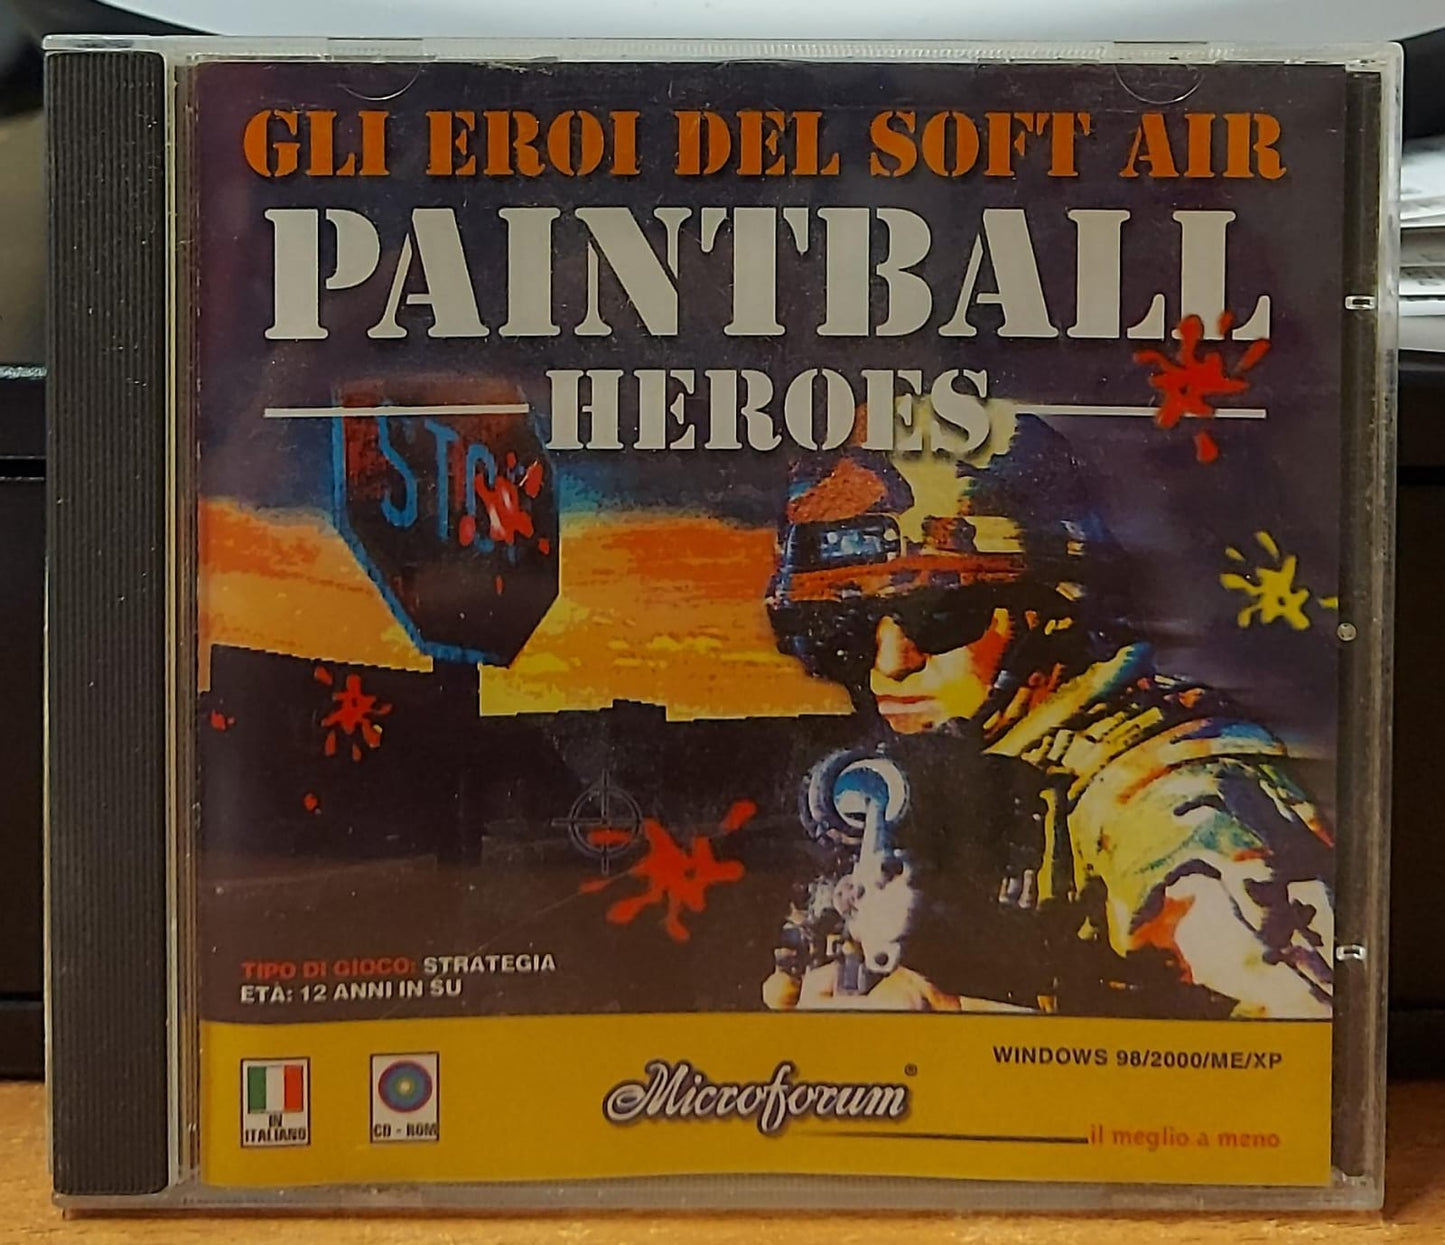 GLI EROI DEL SOFT AIR
PAINTBALL
HEROES
STOP
TIPO DI GIOCO: STRATEGIA
ETÀ: 12 ANNI IN SU
WINDOWS 98/2000/ME/XP
IN
ITALIANO
CD - ROM
Microforum®
il meglio a meno